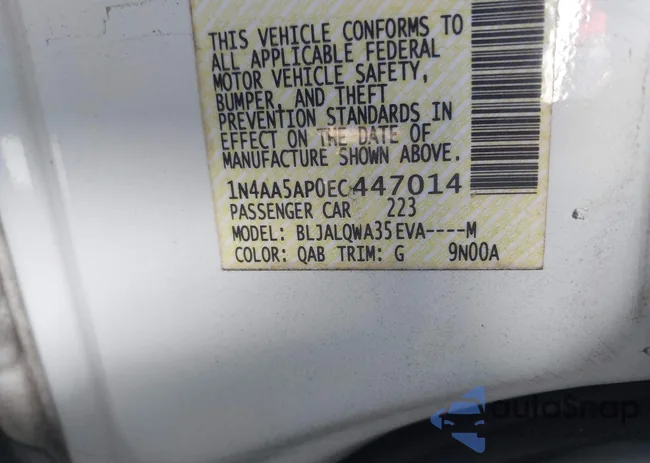 THIS VEHICLE CONFORMS TO
ALL APPLICABLE FEDERAL
MOTOR VEHICLE SAFETY,
BUMPER, AND THEFT
PREVENTION STANDARDS IN
EFFECT ON THE DATE OF
MANUFACTURE SHOWN ABOVE.
1N4AA5AP0EC447014
PASSENGER CAR 223
MODEL: BLJALQWA35EVA----M
COLOR: QAB TRIM: G 9N00A
AutoSnap